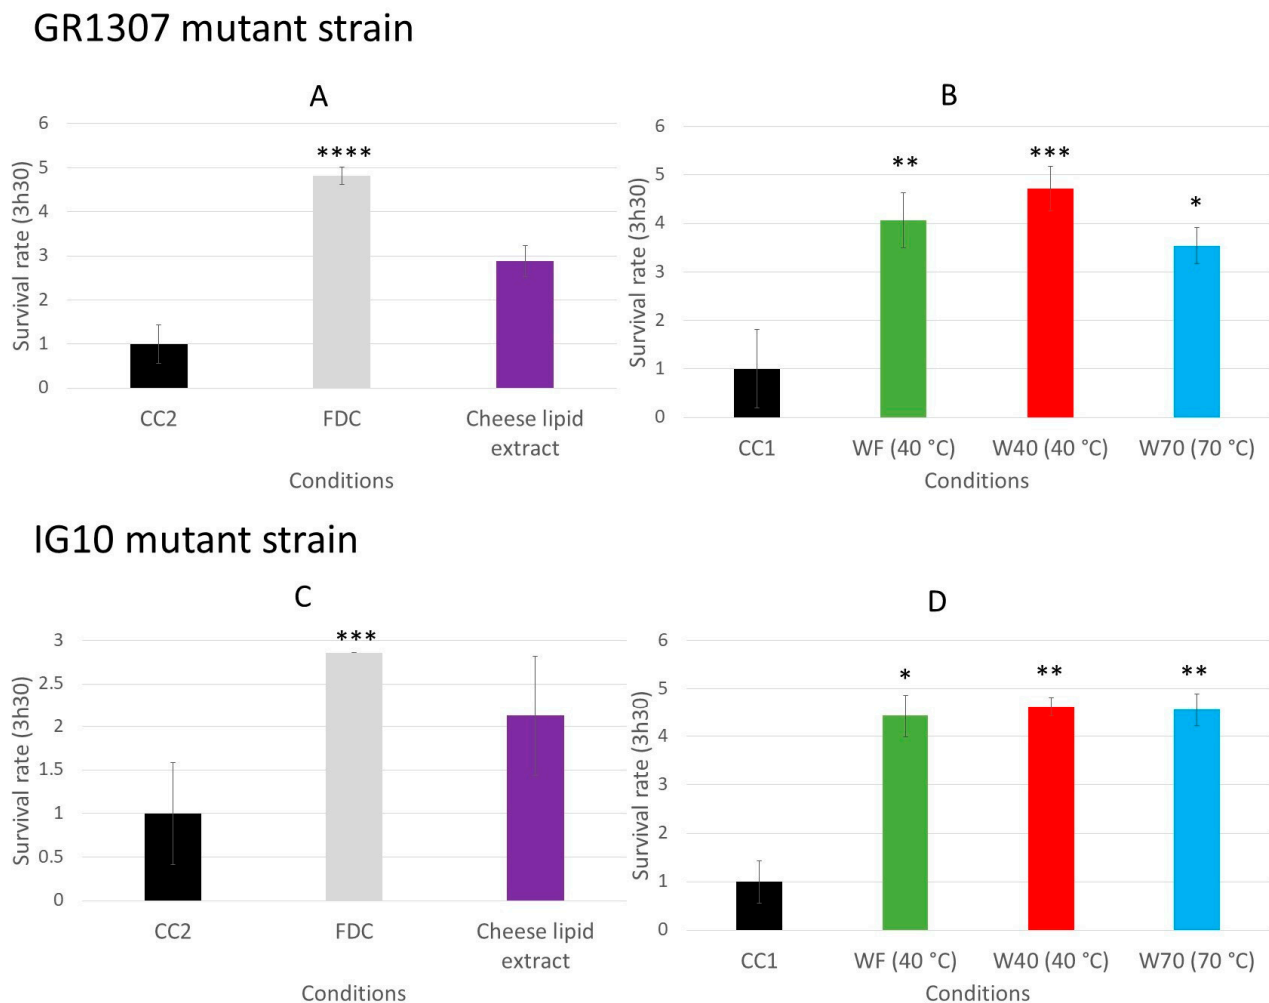 GR1307 mutant strain
A
6
5
4
3
2
1
0
Survival rate (3h30)
****
CC2
FDC
Cheese lipid
extract
Conditions
B
6
5
4
3
2
1
0
Survival rate (3h30)
**
***
*
CC1
WF (40 °C)
W40 (40 °C)
W70 (70 °C)
Conditions
IG10 mutant strain
C
3
2.5
2
1.5
1
0.5
0
Survival rate (3h30)
***
CC2
FDC
Cheese lipid
extract
Conditions
D
6
5
4
3
2
1
0
Survival rate (3h30)
*
**
**
CC1
WF (40 °C)
W40 (40 °C)
W70 (70 °C)
Conditions